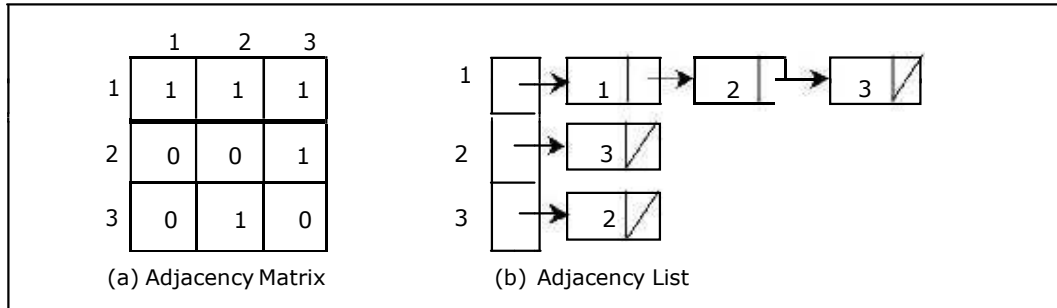 1 2 3
1 1 1 1
2 0 0 1
3 0 1 0
(a) Adjacency Matrix
1 1 2 3
2 3
3 2
(b) Adjacency List